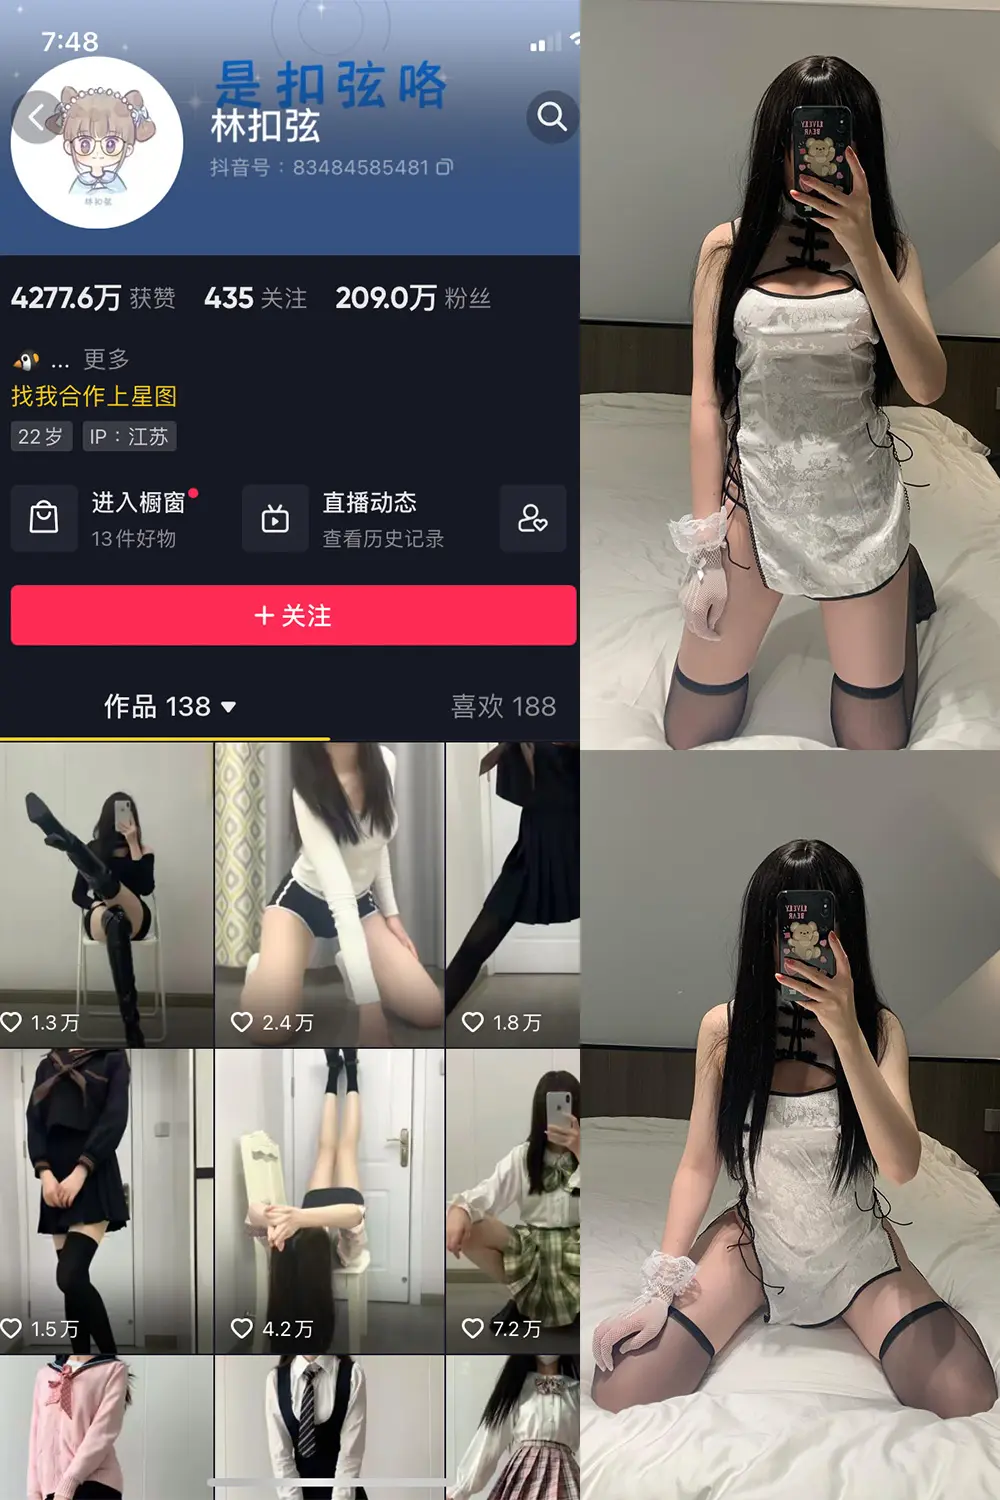 7:48
是扣弦咯
林扣弦
抖音号：83484585481
林扣弦
4277.6万 获赞 435 关注 209.0万 粉丝
... 更多
找我合作上星图
22岁 IP：江苏
进入橱窗 直播动态
13件好物 查看历史记录
+ 关注
作品 138 喜欢 188
1.3万 2.4万 1.8万
1.5万 4.2万 7.2万
LIVELY
BEAR
LIVELY
BEAR